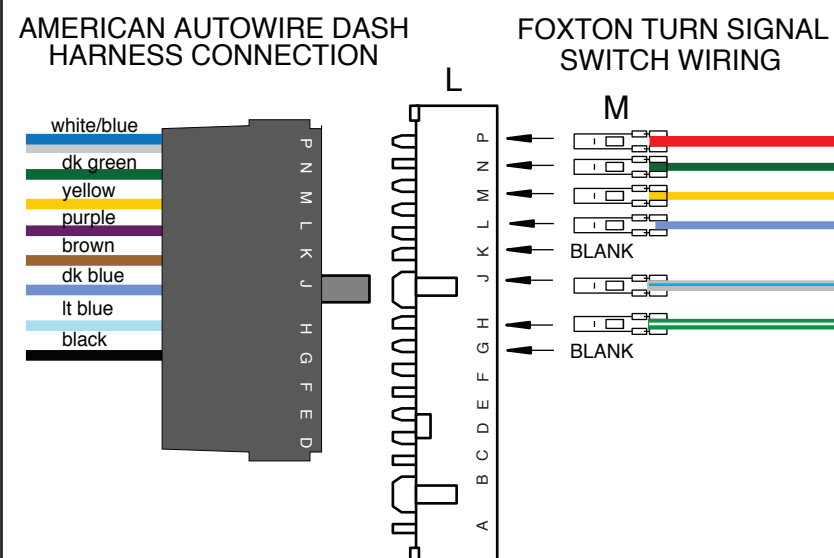 AMERICAN AUTOWIRE DASH
HARNESS CONNECTION
FOXTON TURN SIGNAL
SWITCH WIRING
L
M
white/blue
dk green
yellow
purple
brown
dk blue
lt blue
black
P
N
M
L
K
J
H
G
F
E
D
P
N
M
L
K
J
H
G
F
E
D
C
B
A
BLANK
BLANK